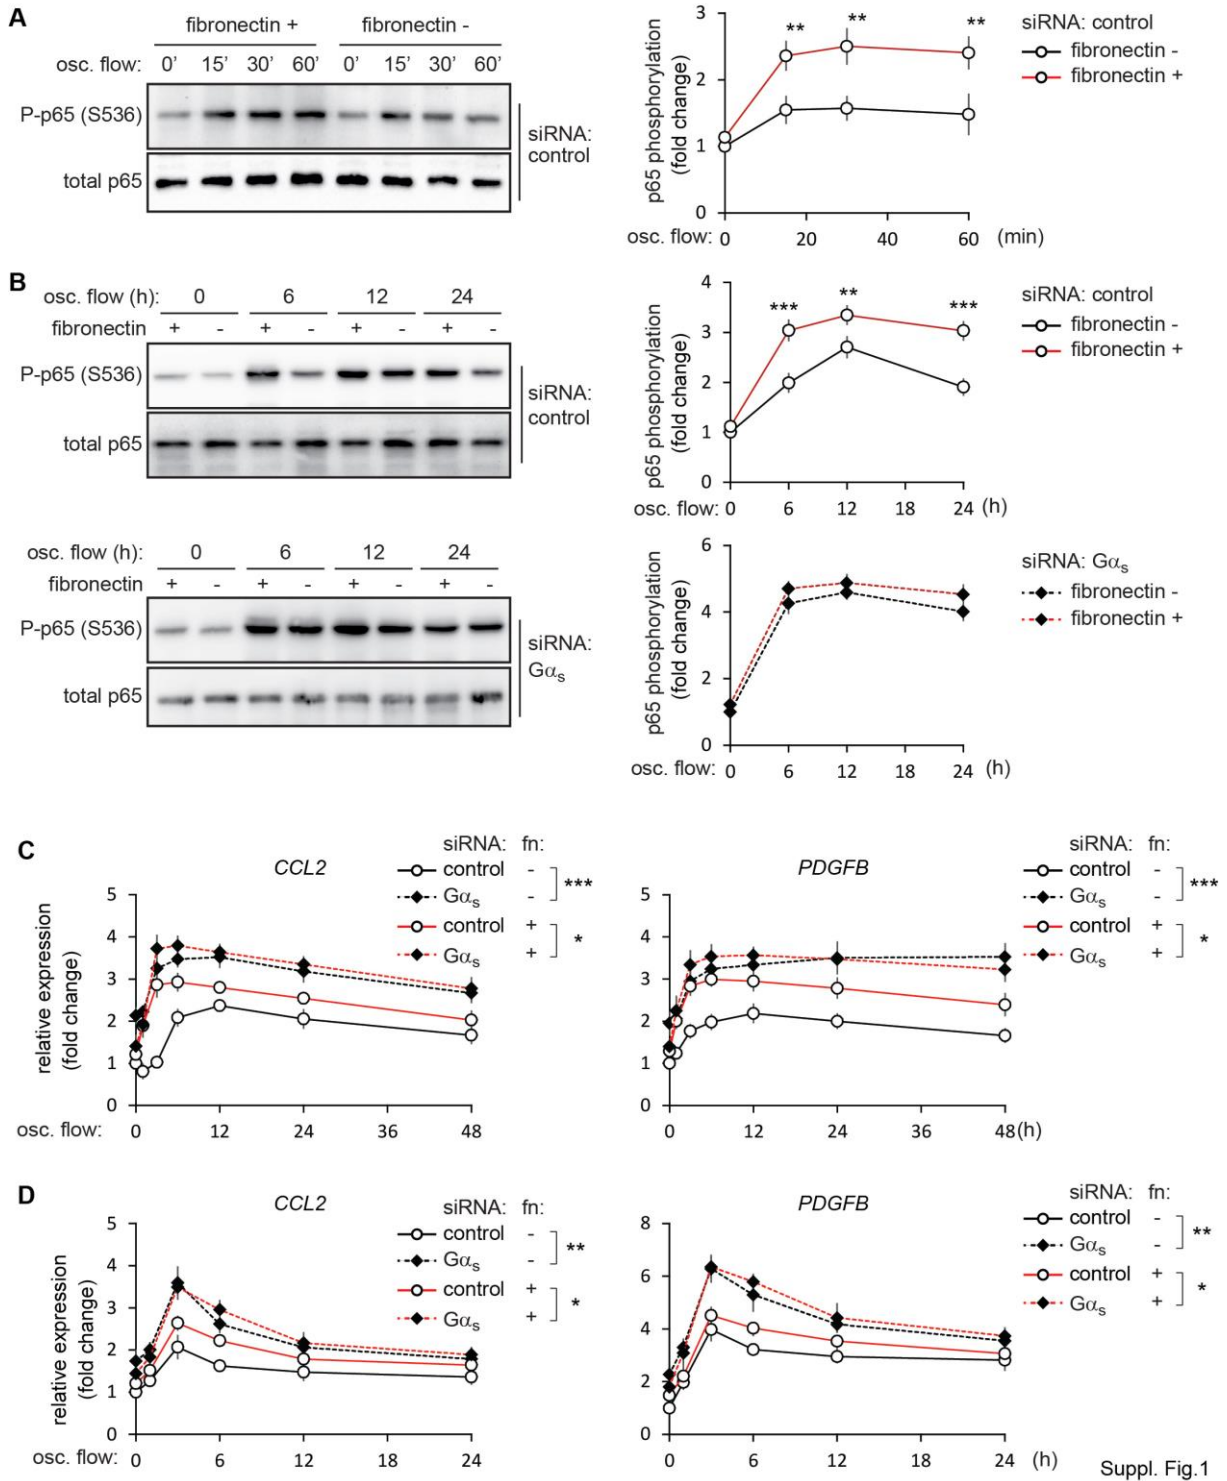 A
fibronectin + fibronectin -
osc. flow: 0' 15' 30' 60' 0' 15' 30' 60'
P-p65 (S536)
total p65
siRNA:
control
p65 phosphorylation
(fold change)
3
2
1
0
** ** **
osc. flow: 0 20 40 60 (min)
siRNA: control
fibronectin -
fibronectin +
B
osc. flow (h): 0 6 12 24
fibronectin + - + - + - + -
P-p65 (S536)
total p65
siRNA:
control
p65 phosphorylation
(fold change)
4
3
2
1
0
*** ** ***
osc. flow: 0 6 12 18 24 (h)
siRNA: control
fibronectin -
fibronectin +
osc. flow (h): 0 6 12 24
fibronectin + - + - + - + -
P-p65 (S536)
total p65
siRNA:
Gαs
p65 phosphorylation
(fold change)
6
4
2
0
osc. flow: 0 6 12 18 24 (h)
siRNA: Gαs
fibronectin -
fibronectin +
C
CCL2
relative expression
(fold change)
5
4
3
2
1
0
osc. flow: 0 12 24 36 48
siRNA: fn:
control -
Gαs -
***
control +
Gαs +
*
PDGFB
5
4
3
2
1
0
0 12 24 36 48 (h)
siRNA: fn:
control -
Gαs -
***
control +
Gαs +
*
D
CCL2
relative expression
(fold change)
5
4
3
2
1
0
osc. flow: 0 6 12 18 24
siRNA: fn:
control -
Gαs -
**
control +
Gαs +
*
PDGFB
8
6
4
2
0
0 6 12 18 24 (h)
siRNA: fn:
control -
Gαs -
**
control +
Gαs +
*
Suppl. Fig.1